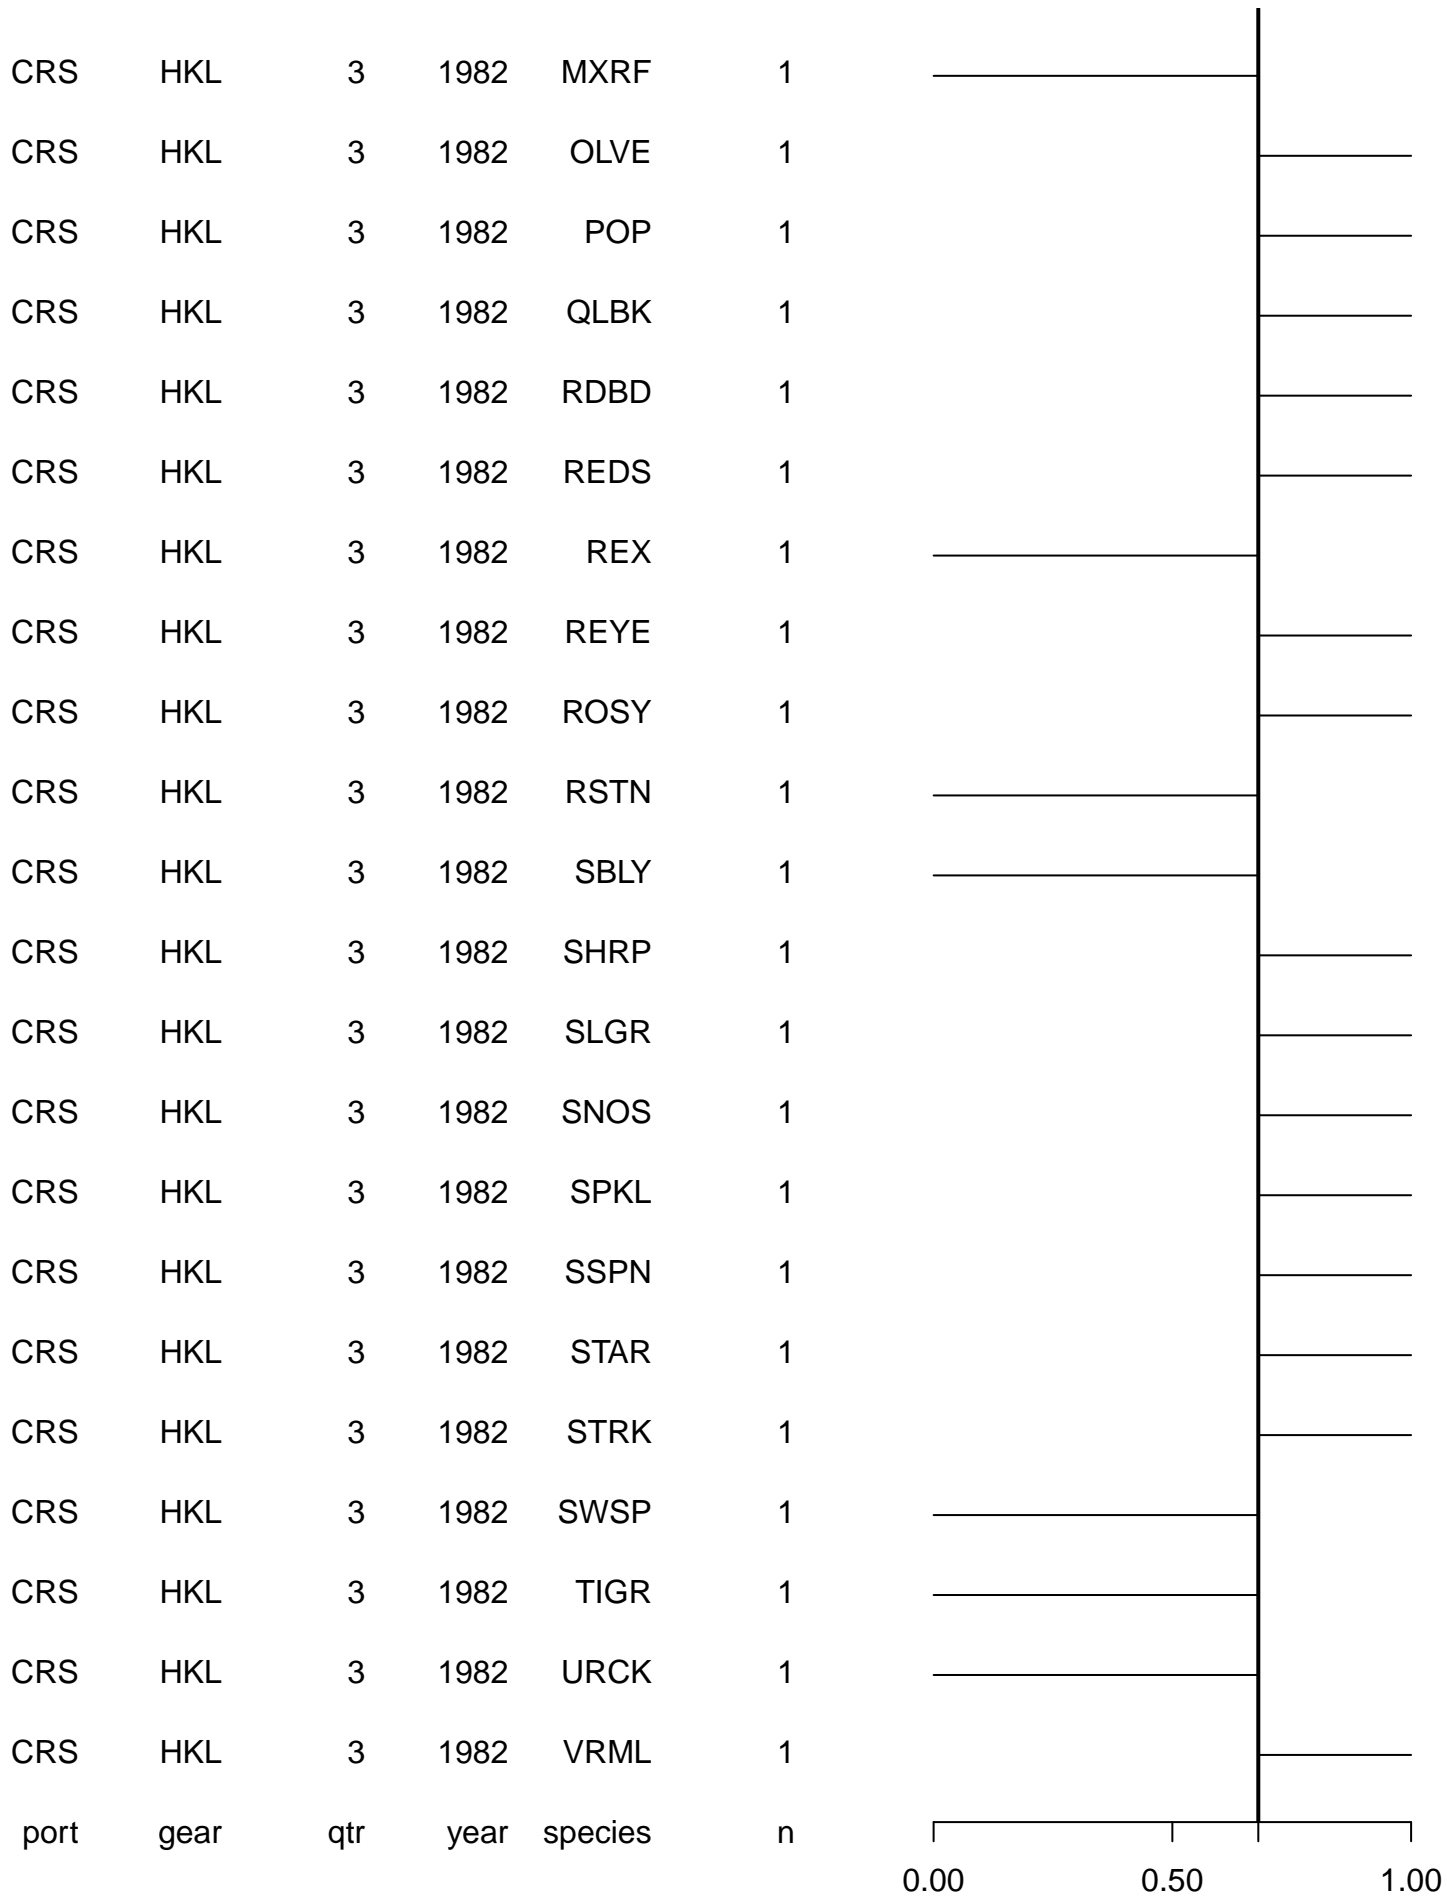 CRS HKL 3 1982 MXRF 1
CRS HKL 3 1982 OLVE 1
CRS HKL 3 1982 POP 1
CRS HKL 3 1982 QLBK 1
CRS HKL 3 1982 RDBD 1
CRS HKL 3 1982 REDS 1
CRS HKL 3 1982 REX 1
CRS HKL 3 1982 REYE 1
CRS HKL 3 1982 ROSY 1
CRS HKL 3 1982 RSTN 1
CRS HKL 3 1982 SBLY 1
CRS HKL 3 1982 SHRP 1
CRS HKL 3 1982 SLGR 1
CRS HKL 3 1982 SNOS 1
CRS HKL 3 1982 SPKL 1
CRS HKL 3 1982 SSPN 1
CRS HKL 3 1982 STAR 1
CRS HKL 3 1982 STRK 1
CRS HKL 3 1982 SWSP 1
CRS HKL 3 1982 TIGR 1
CRS HKL 3 1982 URCK 1
CRS HKL 3 1982 VRML 1
port gear qtr year species n
0.00 0.50 1.00